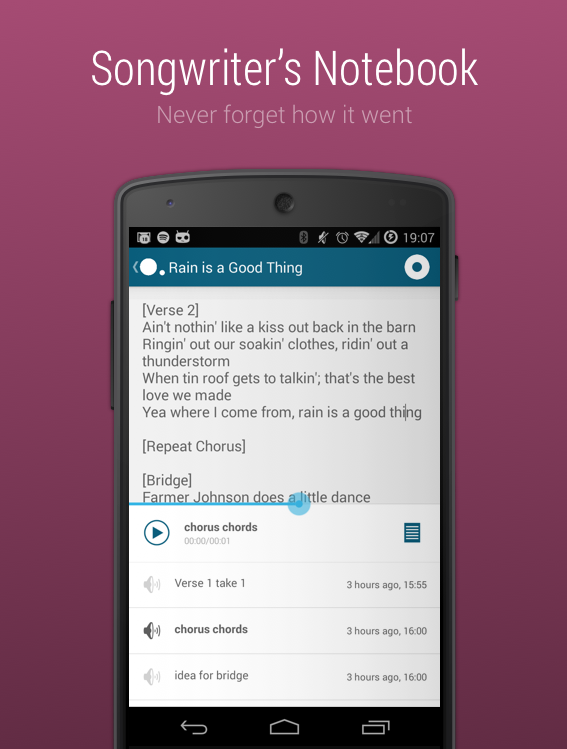 Songwriter's Notebook
Never forget how it went
19:07
Rain is a Good Thing
[Verse 2]
Ain't nothin' like a kiss out back in the barn
Ringin' out our soakin' clothes, ridin' out a
thunderstorm
When tin roof gets to talkin'; that's the best
love we made
Yea where I come from, rain is a good thing
[Repeat Chorus]
[Bridge]
Farmer Johnson does a little dance
chorus chords
00:00/00:01
Verse 1 take 1
3 hours ago, 15:55
chorus chords
3 hours ago, 16:00
idea for bridge
3 hours ago, 16:00